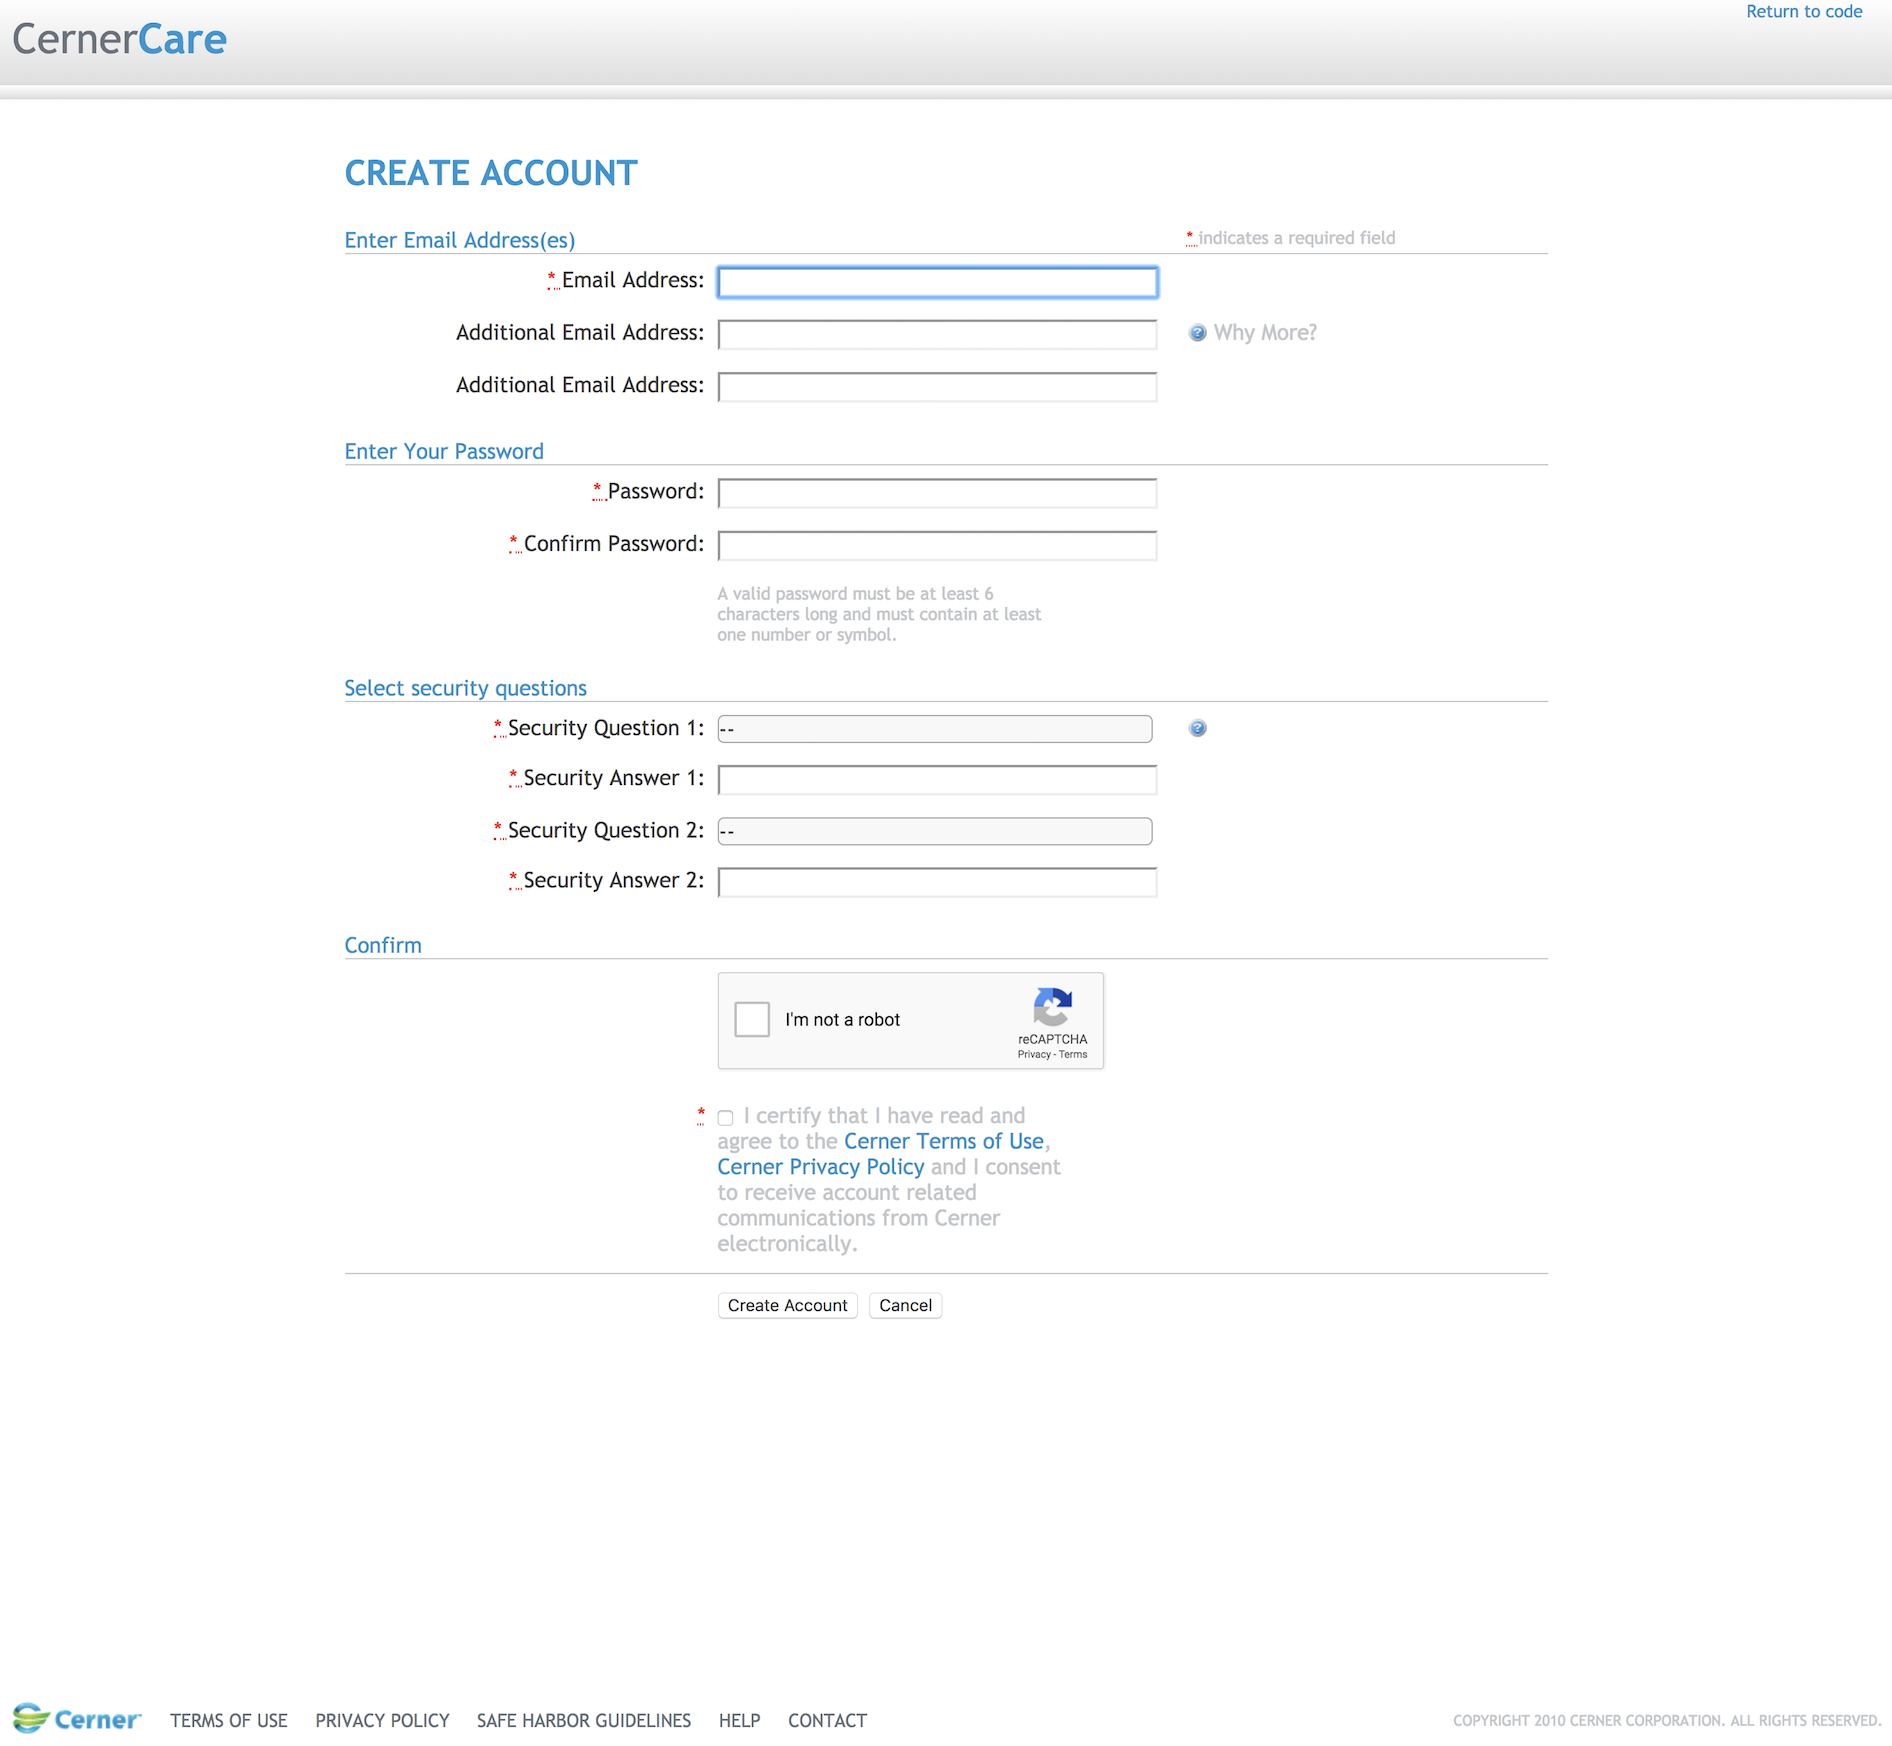 Return to code
CernerCare
CREATE ACCOUNT
Enter Email Address(es)
* indicates a required field
* Email Address:
Additional Email Address:
Why More?
Additional Email Address:
Enter Your Password
* Password:
* Confirm Password:
A valid password must be at least 6
characters long and must contain at least
one number or symbol.
Select security questions
* Security Question 1: --
* Security Answer 1:
* Security Question 2: --
* Security Answer 2:
Confirm
I'm not a robot
reCAPTCHA
Privacy - Terms
* I certify that I have read and
agree to the Cerner Terms of Use,
Cerner Privacy Policy and I consent
to receive account related
communications from Cerner
electronically.
Create Account Cancel
Cerner TERMS OF USE PRIVACY POLICY SAFE HARBOR GUIDELINES HELP CONTACT
COPYRIGHT 2010 CERNER CORPORATION. ALL RIGHTS RESERVED.